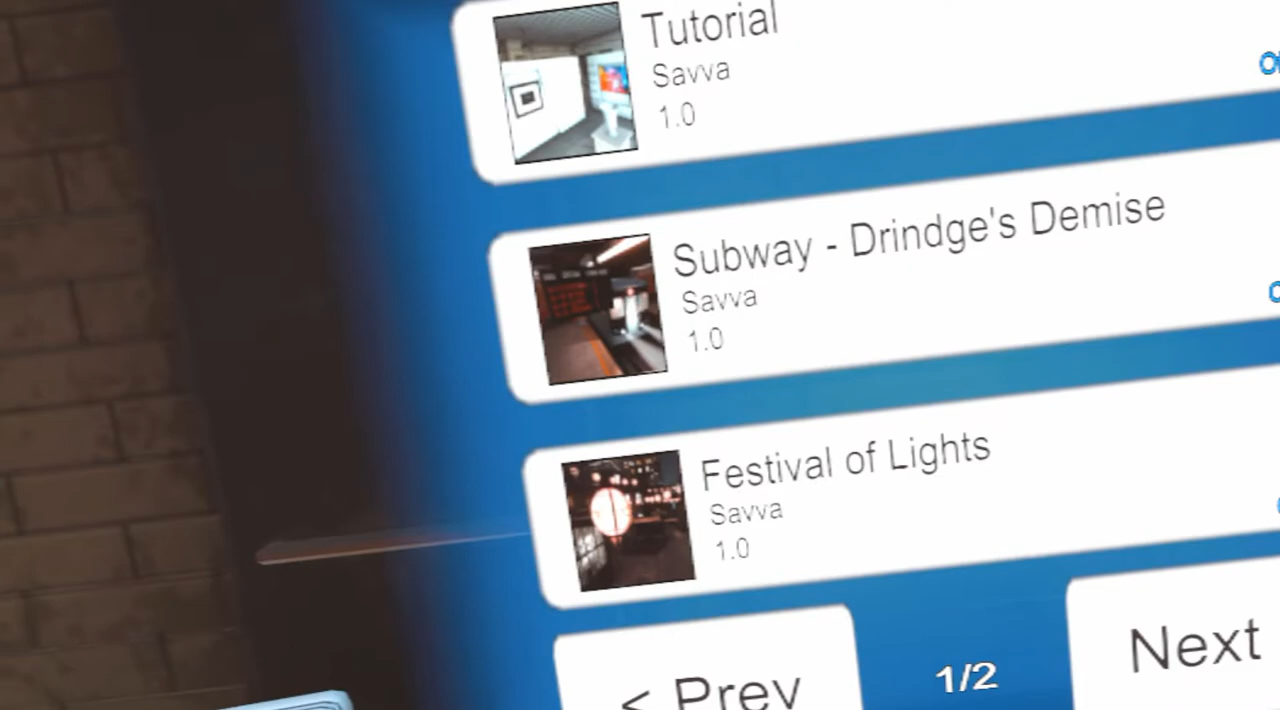 Tutorial
Savva
1.0
Subway - Drindge's Demise
Savva
1.0
Festival of Lights
Savva
1.0
< Prev
1/2
Next